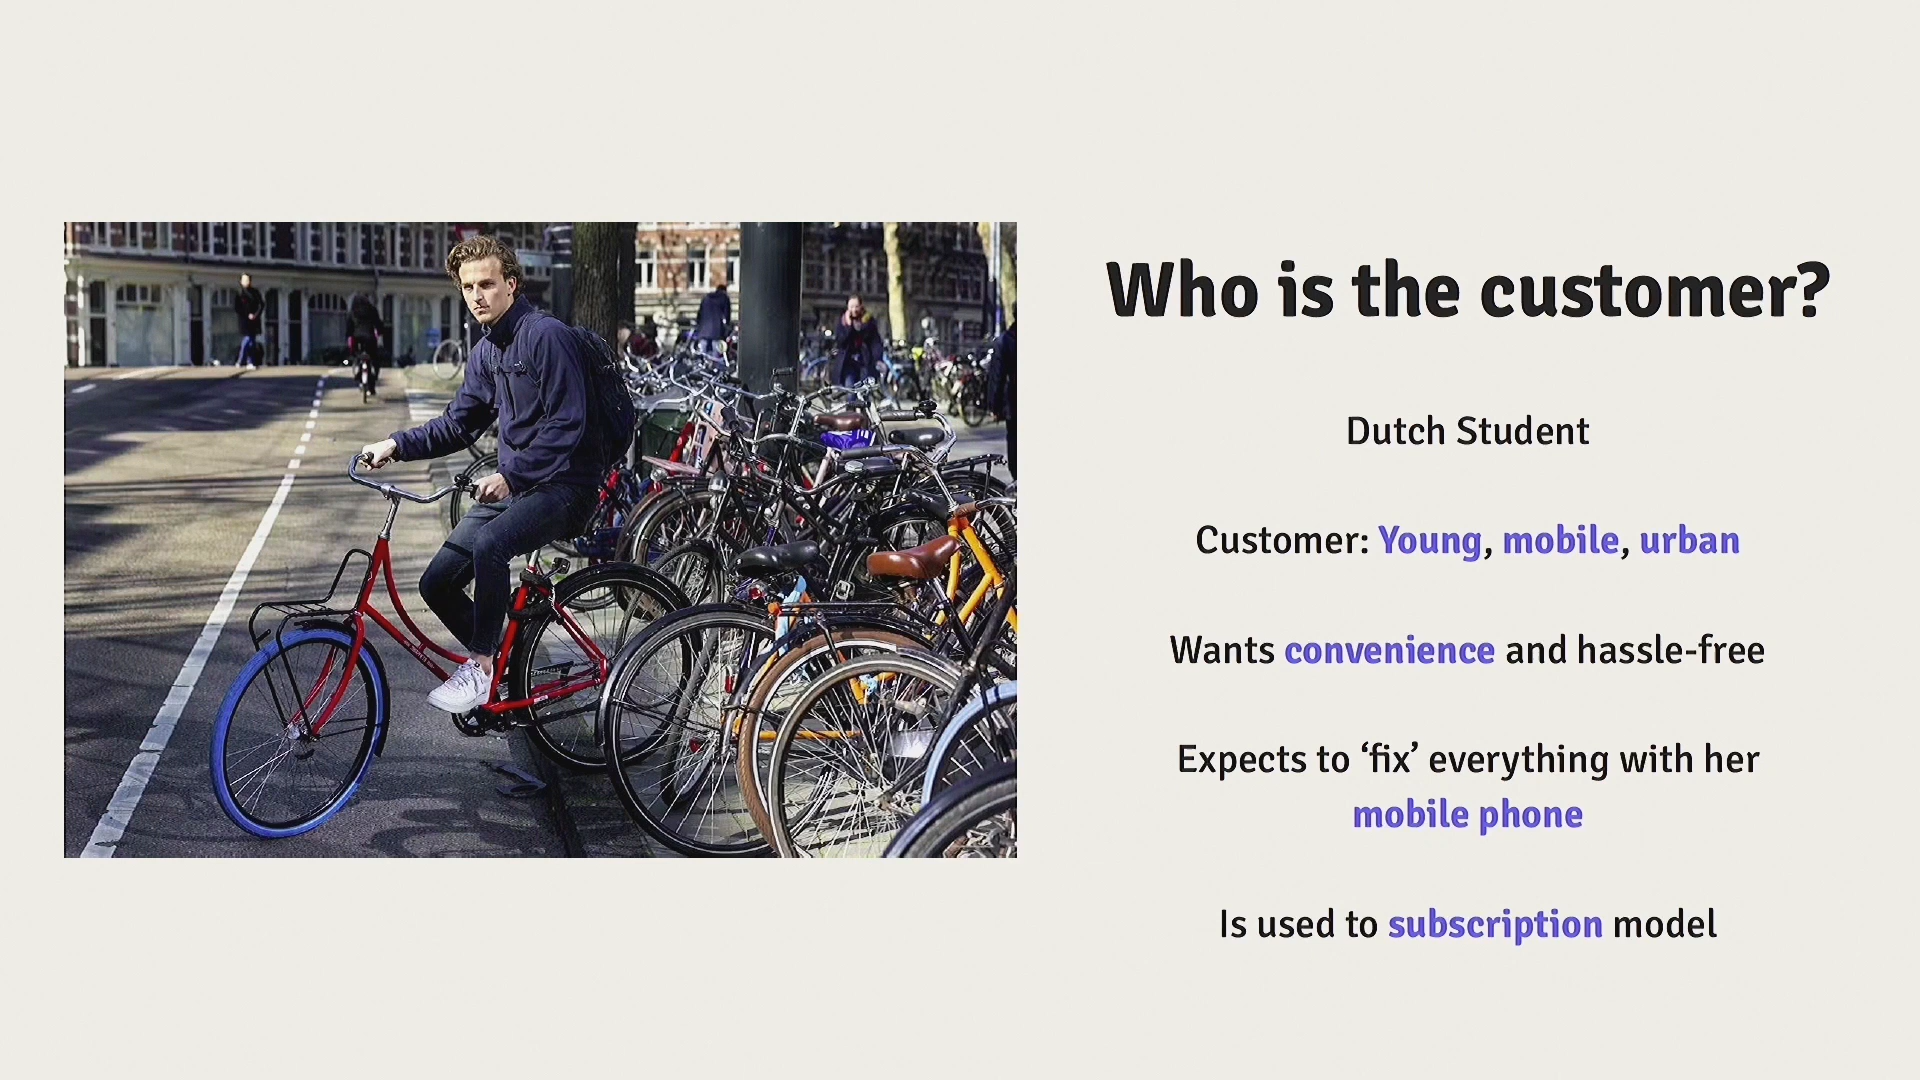 Who is the customer?
Dutch Student
Customer: Young, mobile, urban
Wants convenience and hassle-free
Expects to ‘fix’ everything with her
mobile phone
Is used to subscription model